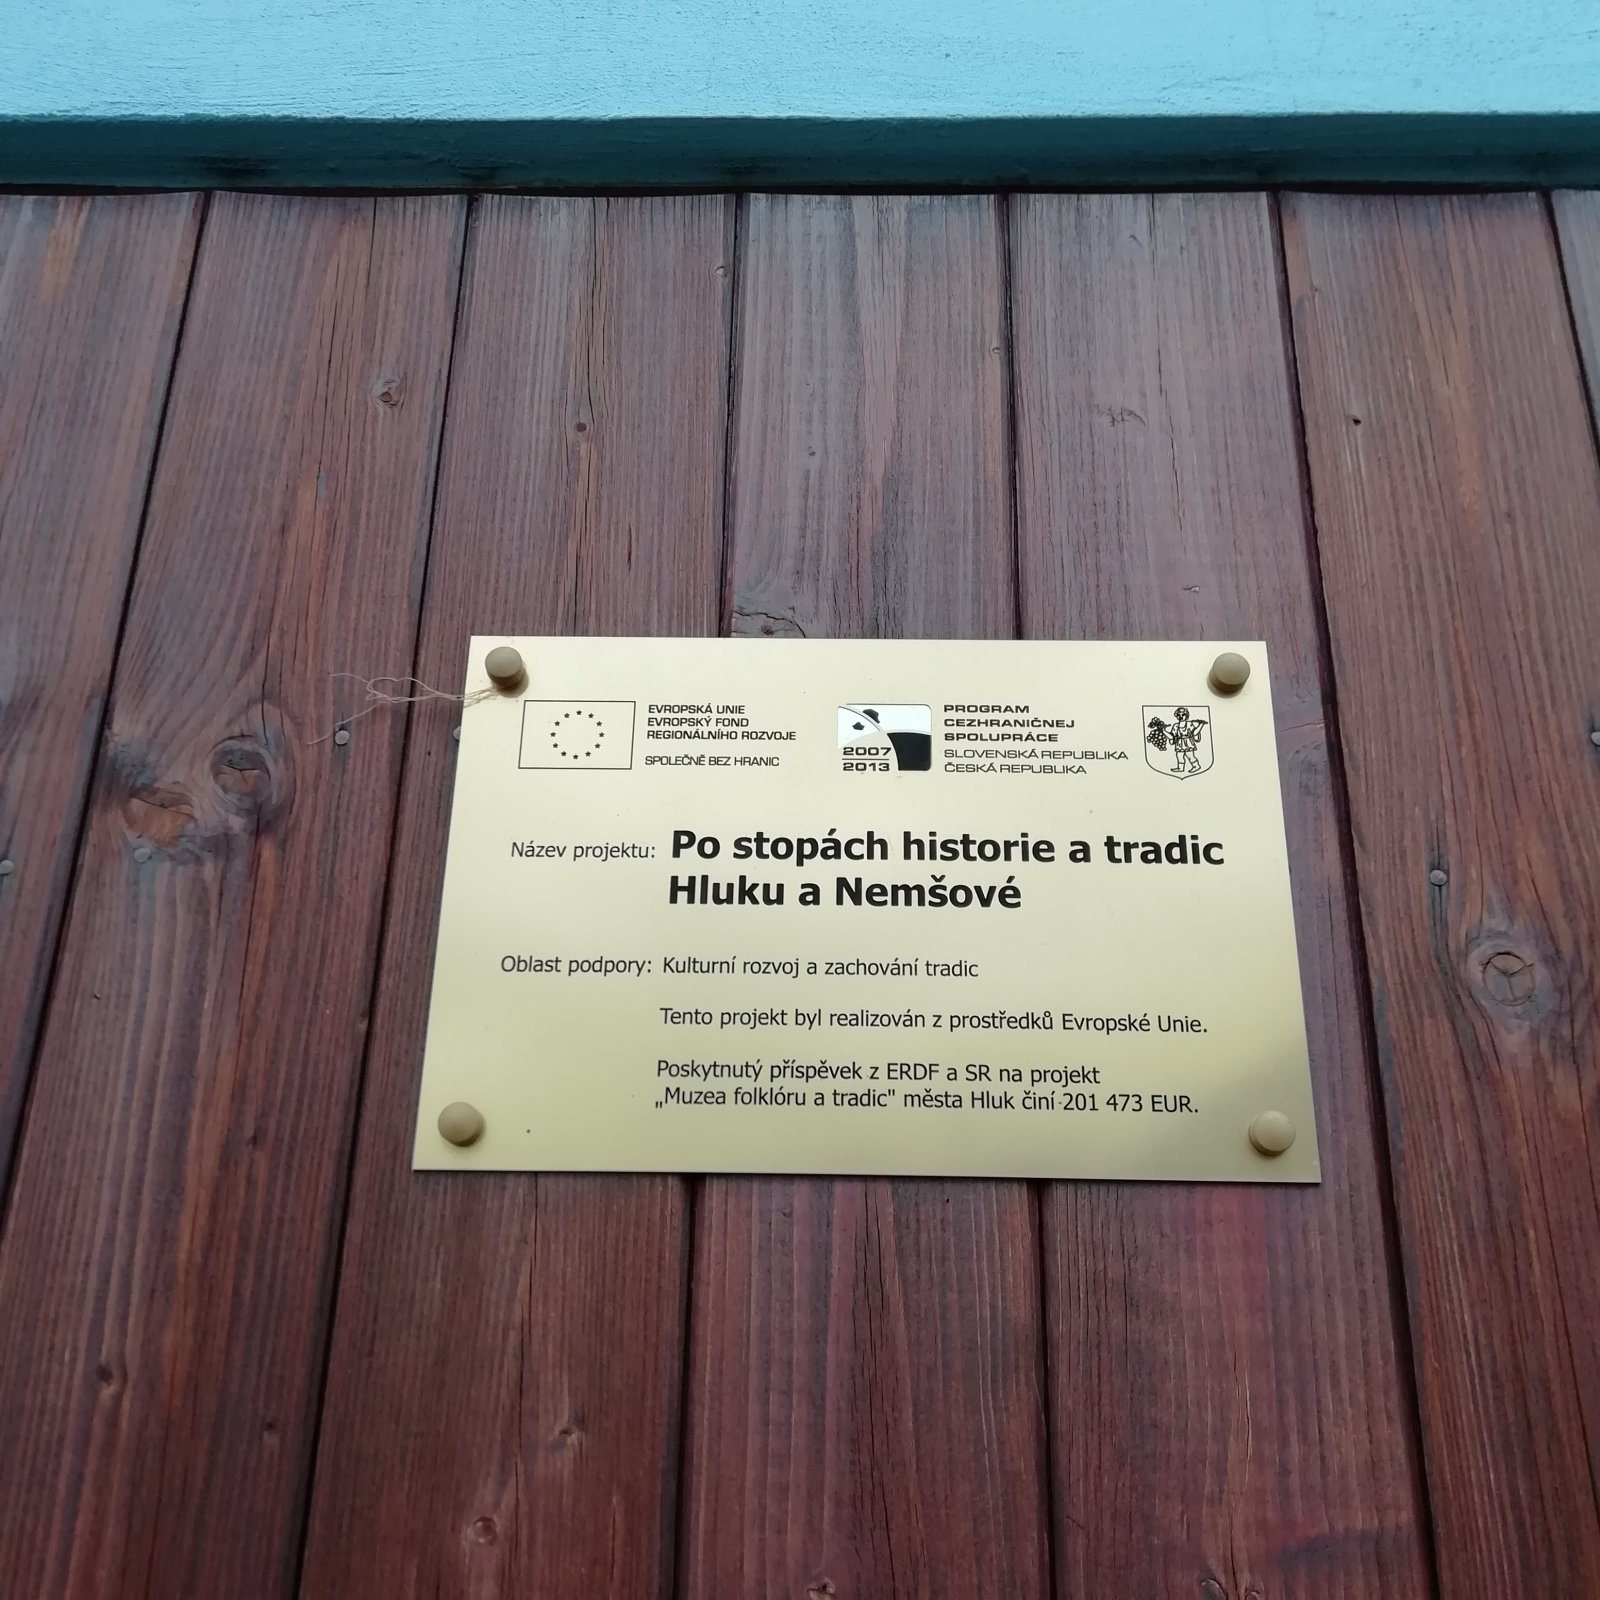 EVROPSKÁ UNIE
EVROPSKÝ FOND
REGIONÁLNÍHO ROZVOJE
SPOLEČNĚ BEZ HRANIC
2007
2013
PROGRAM
CEZHRANIČNEJ
SPOLUPRÁCE
SLOVENSKÁ REPUBLIKA
ČESKÁ REPUBLIKA
Název projektu: Po stopách historie a tradic
Hluku a Nemšové
Oblast podpory: Kulturní rozvoj a zachování tradic
Tento projekt byl realizován z prostředků Evropské Unie.
Poskytnutý příspěvek z ERDF a SR na projekt
„Muzea folklóru a tradic" města Hluk činí 201 473 EUR.